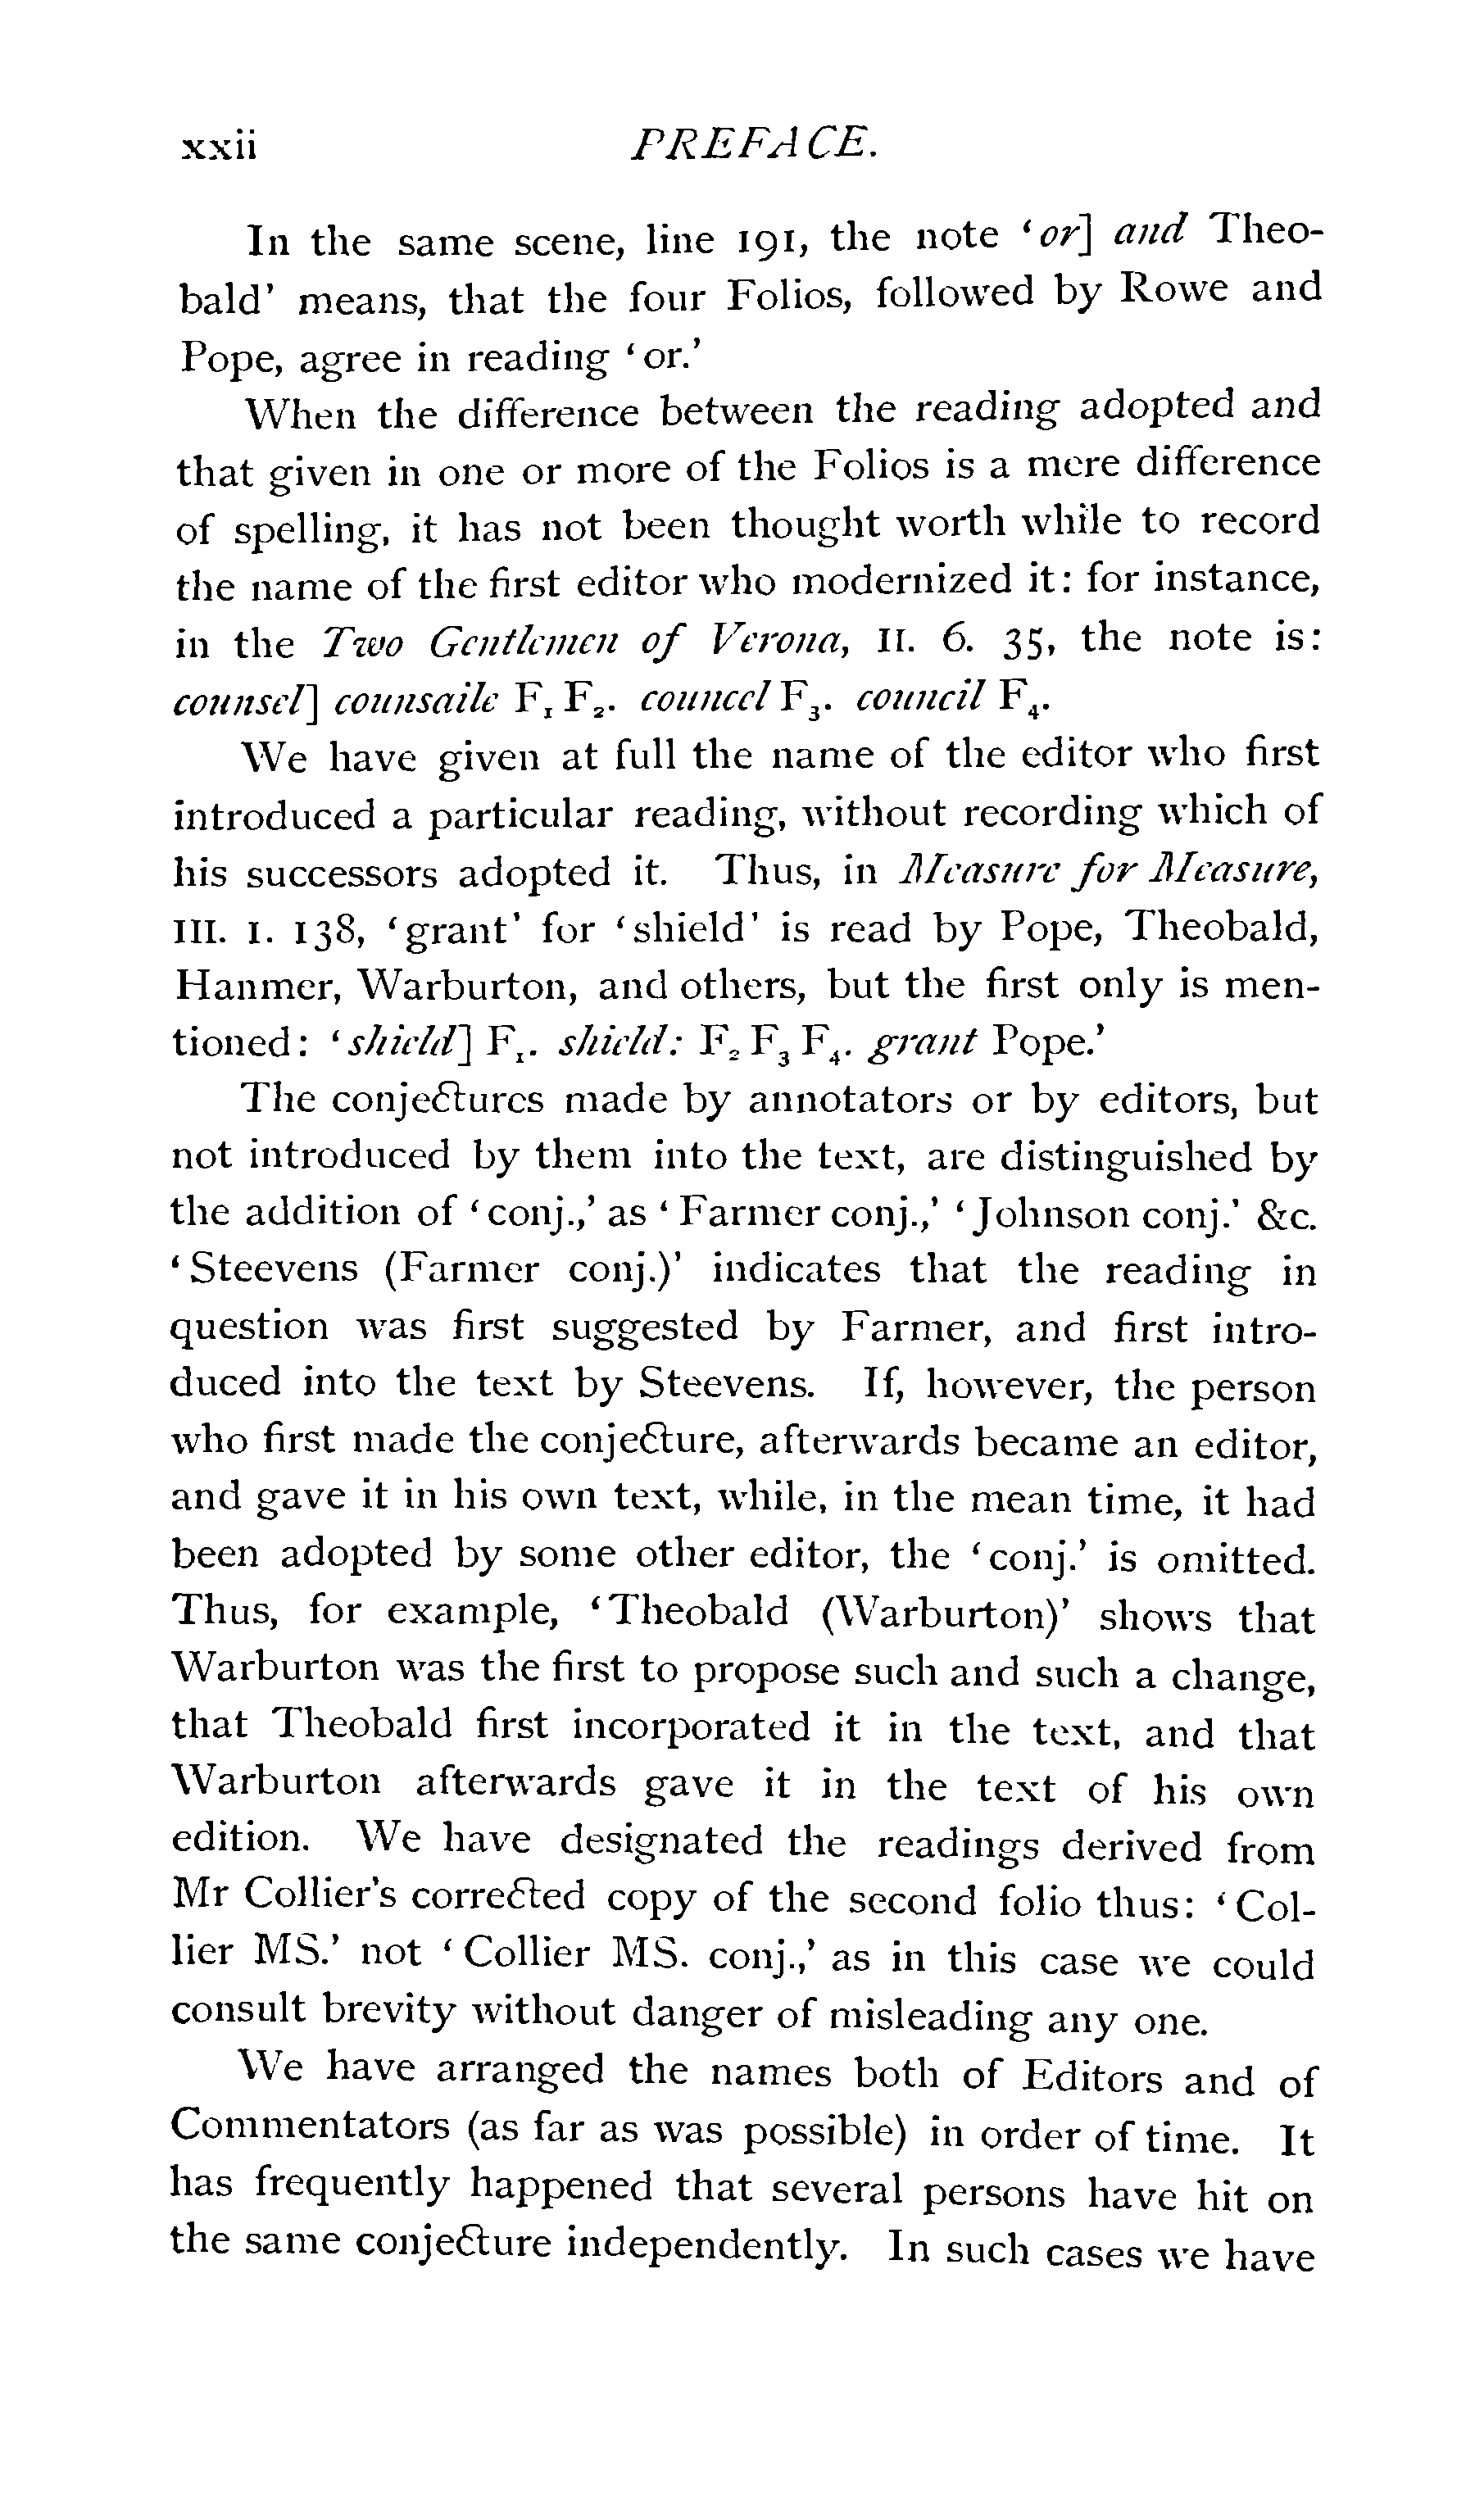 xxii PREFACE.
In the same scene, line 191, the note ‘or] and Theo-
bald’ means, that the four Folios, followed by Rowe and
Pope, agree in reading ‘or.’
When the difference between the reading adopted and
that given in one or more of the Folios is a mere difference
of spelling, it has not been thought worth while to record
the name of the first editor who modernized it: for instance,
in the Two Gentlemen of Verona, II. 6. 35, the note is:
counsel] counsaile F₁ F₂. councel F₃. council F₄.
We have given at full the name of the editor who first
introduced a particular reading, without recording which of
his successors adopted it. Thus, in Measure for Measure,
III. 1. 138, ‘grant’ for ‘shield’ is read by Pope, Theobald,
Hanmer, Warburton, and others, but the first only is men-
tioned: ‘shield] F₁. shield: F₂ F₃ F₄. grant Pope.’
The conjectures made by annotators or by editors, but
not introduced by them into the text, are distinguished by
the addition of ‘conj.,’ as ‘Farmer conj.,’ ‘Johnson conj.’ &c.
‘Steevens (Farmer conj.)’ indicates that the reading in
question was first suggested by Farmer, and first intro-
duced into the text by Steevens. If, however, the person
who first made the conjecture, afterwards became an editor,
and gave it in his own text, while, in the mean time, it had
been adopted by some other editor, the ‘conj.’ is omitted.
Thus, for example, ‘Theobald (Warburton)’ shows that
Warburton was the first to propose such and such a change,
that Theobald first incorporated it in the text, and that
Warburton afterwards gave it in the text of his own
edition. We have designated the readings derived from
Mr Collier’s corrected copy of the second folio thus: ‘Col-
lier MS.’ not ‘Collier MS. conj.,’ as in this case we could
consult brevity without danger of misleading any one.
We have arranged the names both of Editors and of
Commentators (as far as was possible) in order of time. It
has frequently happened that several persons have hit on
the same conjecture independently. In such cases we have